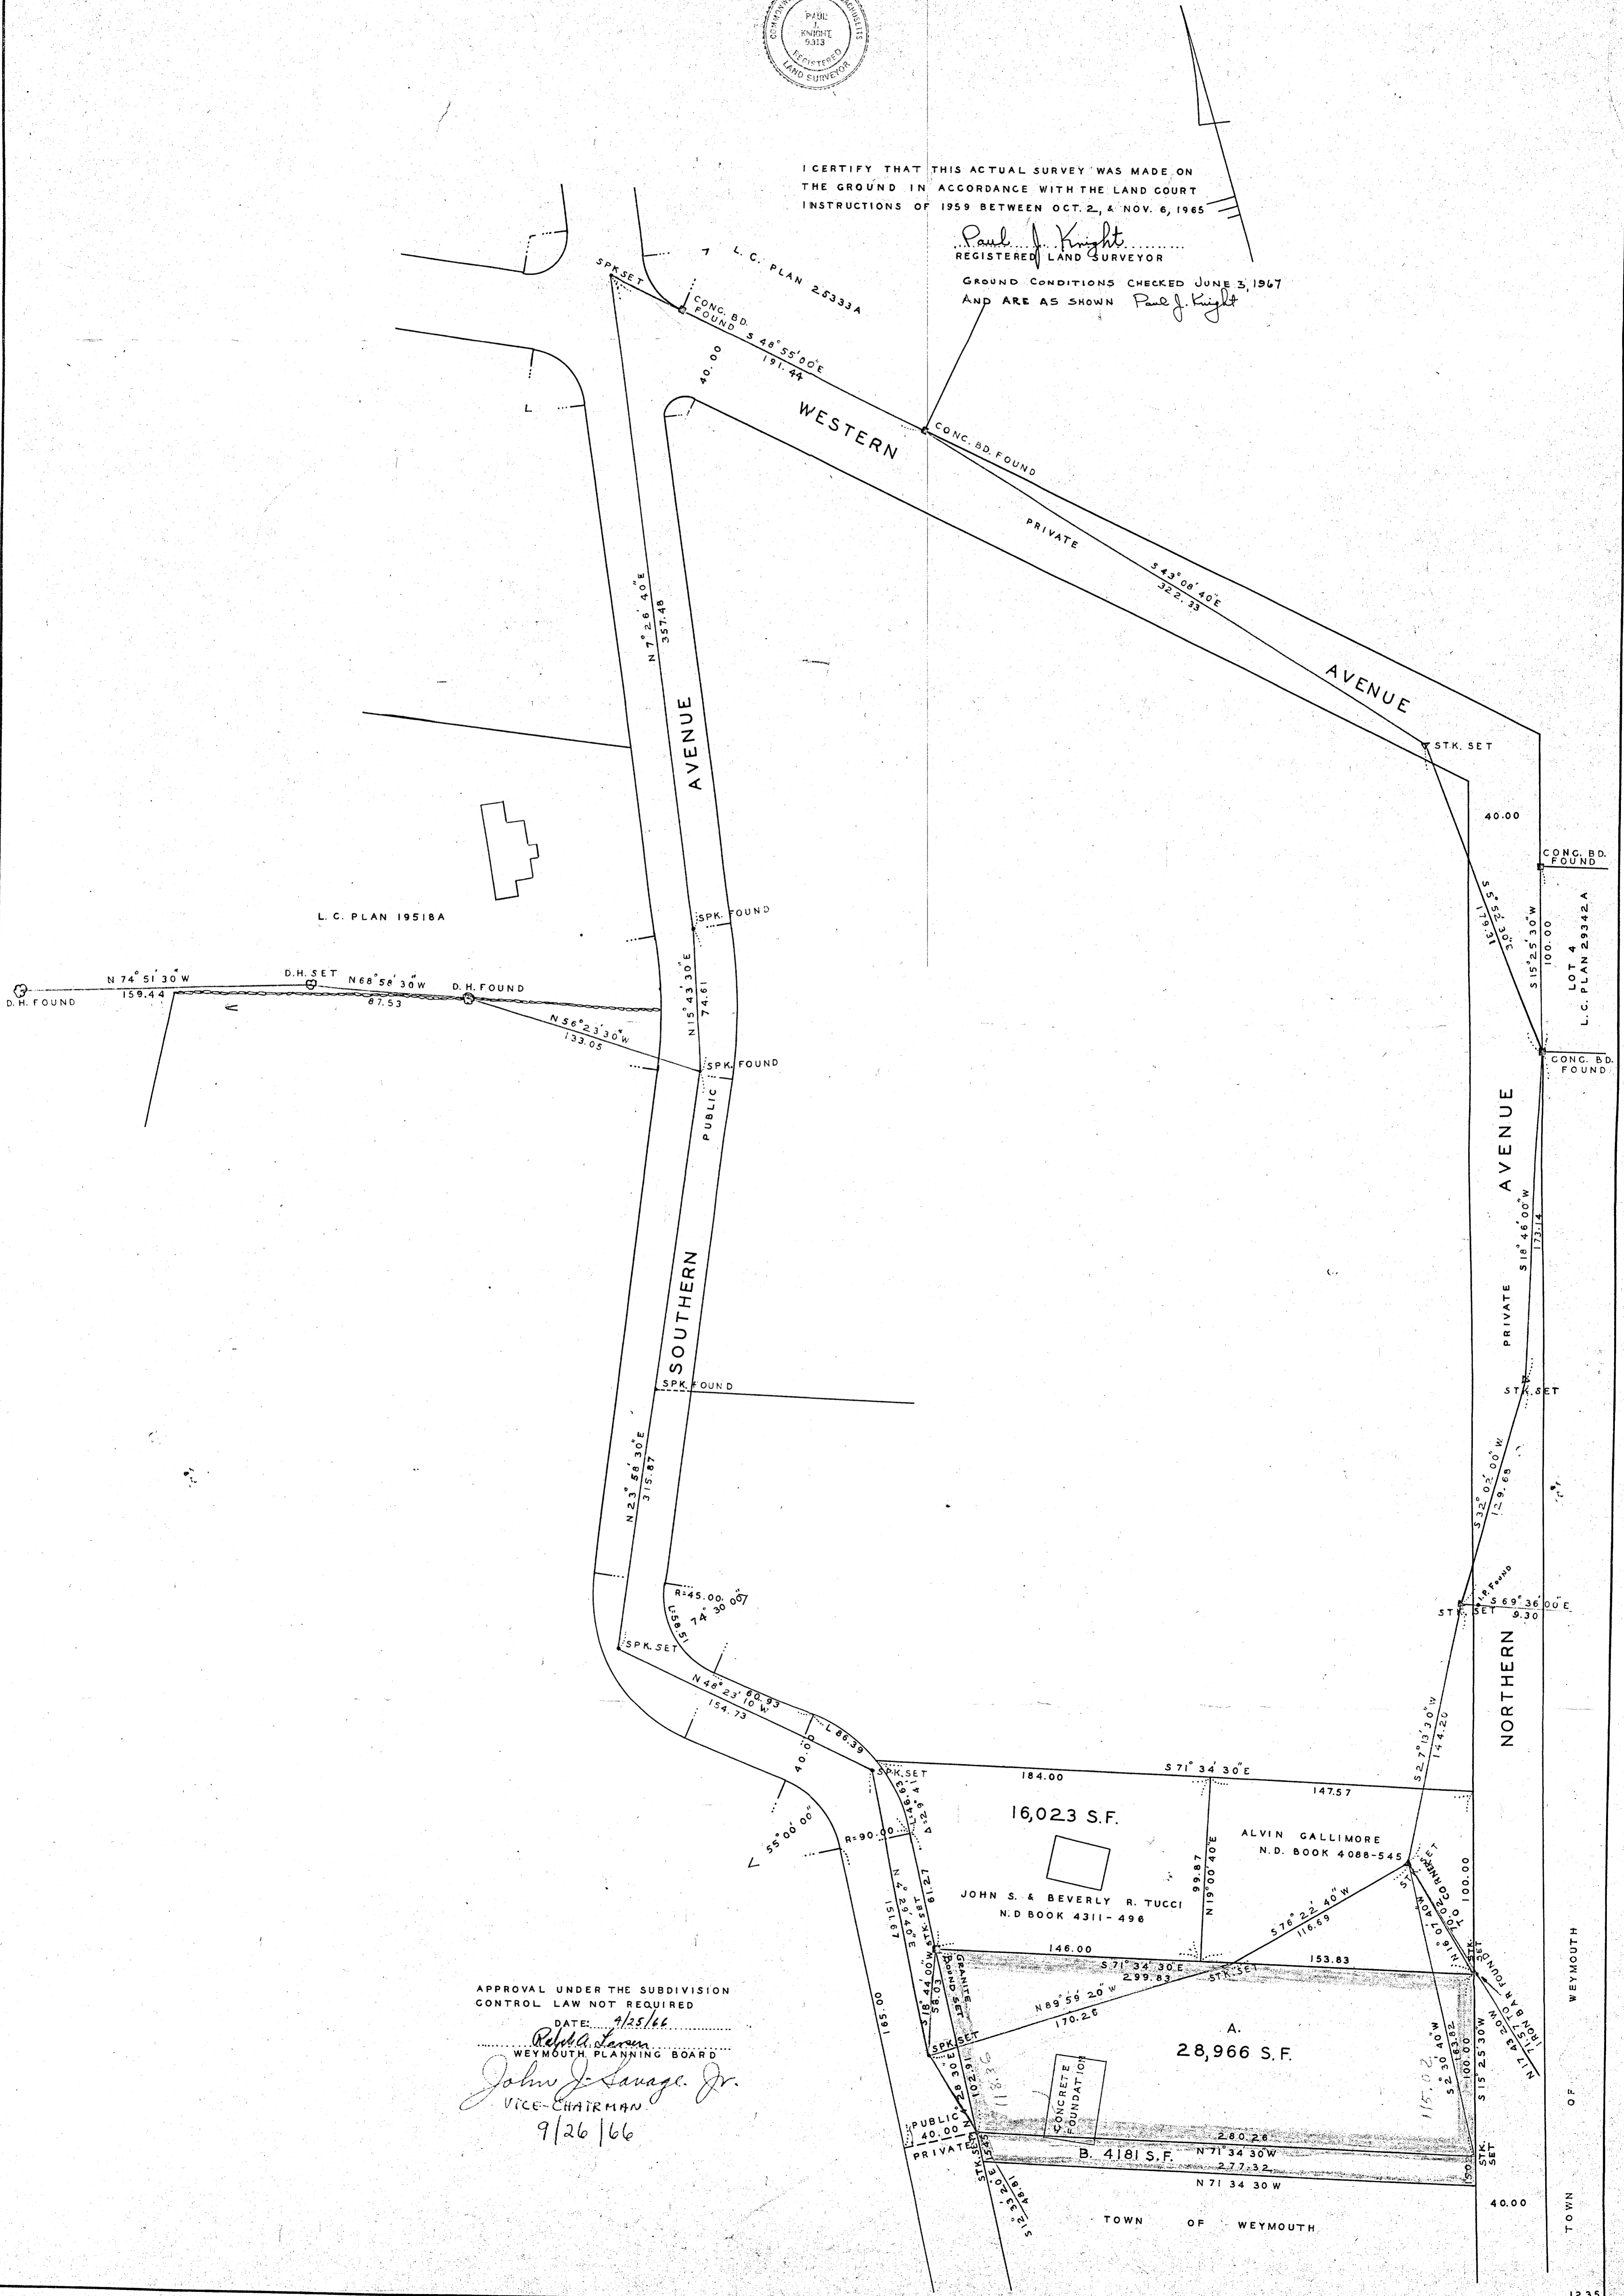 COMMONWEALTH OF MASSACHUSETTS
PAUL
J.
KNIGHT
9313
REGISTERED
LAND SURVEYOR
I CERTIFY THAT THIS ACTUAL SURVEY WAS MADE ON
THE GROUND IN ACCORDANCE WITH THE LAND COURT
INSTRUCTIONS OF 1959 BETWEEN OCT. 2, & NOV. 6, 1965
Paul J. Knight
REGISTERED LAND SURVEYOR
GROUND CONDITIONS CHECKED JUNE 3, 1967
AND ARE AS SHOWN Paul J. Knight
L. C. PLAN 25333A
SPK SET
CONC. BD.
FOUND
S 48° 55' 00" E
191.44
40.00
WESTERN
CONC. BD. FOUND
PRIVATE
S 43° 08' 40" E
322.33
AVENUE
STK. SET
40.00
N 7° 26' 40" E
357.48
AVENUE
CONC. BD.
FOUND
S 15° 25' 30" W
100.00
LOT 4
L.C. PLAN 29342A
CONC. BD.
FOUND
L. C. PLAN 19518A
SPK. FOUND
N 74° 51' 30" W
159.44
D.H. FOUND
D.H. SET
N 68° 58' 30" W
87.53
D.H. FOUND
N 56° 23' 30" W
133.05
N 15° 43' 30" E
74.61
SPK. FOUND
PUBLIC
AVENUE
S 18° 46' 00" W
173.14
PRIVATE
SOUTHERN
SPK. FOUND
STK. SET
N 23° 58' 30" E
315.87
R=45.00
L=58.51
74° 30' 00"
SPK. SET
N 48° 23' 10" W
154.73
60.93
L 86.39
40.00
S 69° 36' 00" E
9.30
STK. SET
NORTHERN
S 27° 13' 30" W
144.20
SPK. SET
184.00
S 71° 34' 30" E
147.57
55° 00' 00"
R=90.00
16,023 S.F.
JOHN S. & BEVERLY R. TUCCI
N.D BOOK 4311-496
99.87
N 19° 00' 40" E
ALVIN GALLIMORE
N.D. BOOK 4088-545
100.00
S 76° 22' 40" W
116.69
N 4° 29' 40" E
151.67
146.00
S 71° 34' 30" E
299.83
153.83
N 89° 59' 20" W
170.26
SPK SET
165.00
A.
28,966 S.F.
CONCRETE
FOUNDATION
S 15° 25' 30" W
100.00
IRON BAR FOUND
PUBLIC
40.00
PRIVATE
280.28
N 71° 34' 30" W
B. 4181 S.F.
277.32
N 71 34 30 W
STK
SET
40.00
TOWN OF WEYMOUTH
TOWN OF WEYMOUTH
APPROVAL UNDER THE SUBDIVISION
CONTROL LAW NOT REQUIRED
DATE: 9/25/66
Ralph A. Larsen
WEYMOUTH PLANNING BOARD
John J. Savage. Jr.
VICE-CHAIRMAN
9/26/66